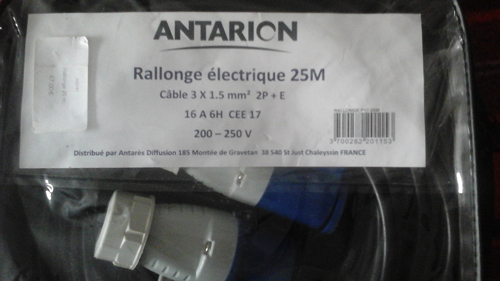 ANTARION
Rallonge électrique 25M
Câble 3 X 1.5 mm² 2P + E
16 A 6H CEE 17
200 – 250 V
3700282201153
Distribué par Antarès Diffusion 185 Montée de Gravetan 38 540 St Just Chaleyssin FRANCE